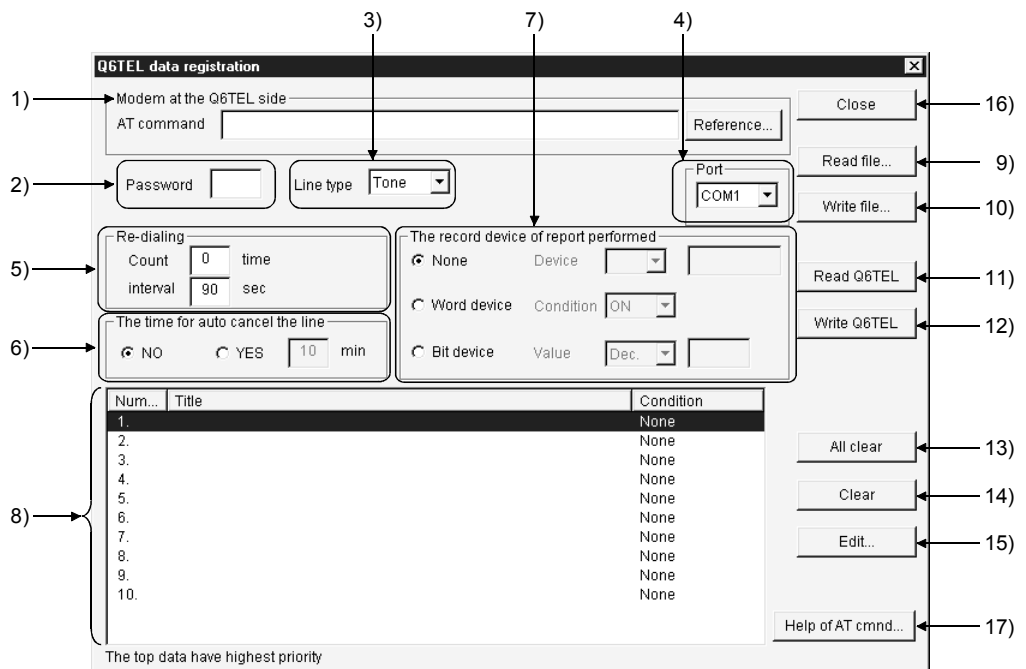 3) 7) 4)
Q6TEL data registration
1) Modem at the Q6TEL side
AT command Reference...
Close 16)
2) Password Line type Tone
Port
COM1
Read file... 9)
Write file... 10)
5) Re-dialing
Count 0 time
interval 90 sec
The record device of report performed
None Device
Word device Condition ON
Bit device Value Dec.
Read Q6TEL 11)
Write Q6TEL 12)
6) The time for auto cancel the line
NO YES 10 min
8) Num... Title Condition
1. None
2. None
3. None
4. None
5. None
6. None
7. None
8. None
9. None
10. None
All clear 13)
Clear 14)
Edit... 15)
Help of AT cmnd... 17)
The top data have highest priority